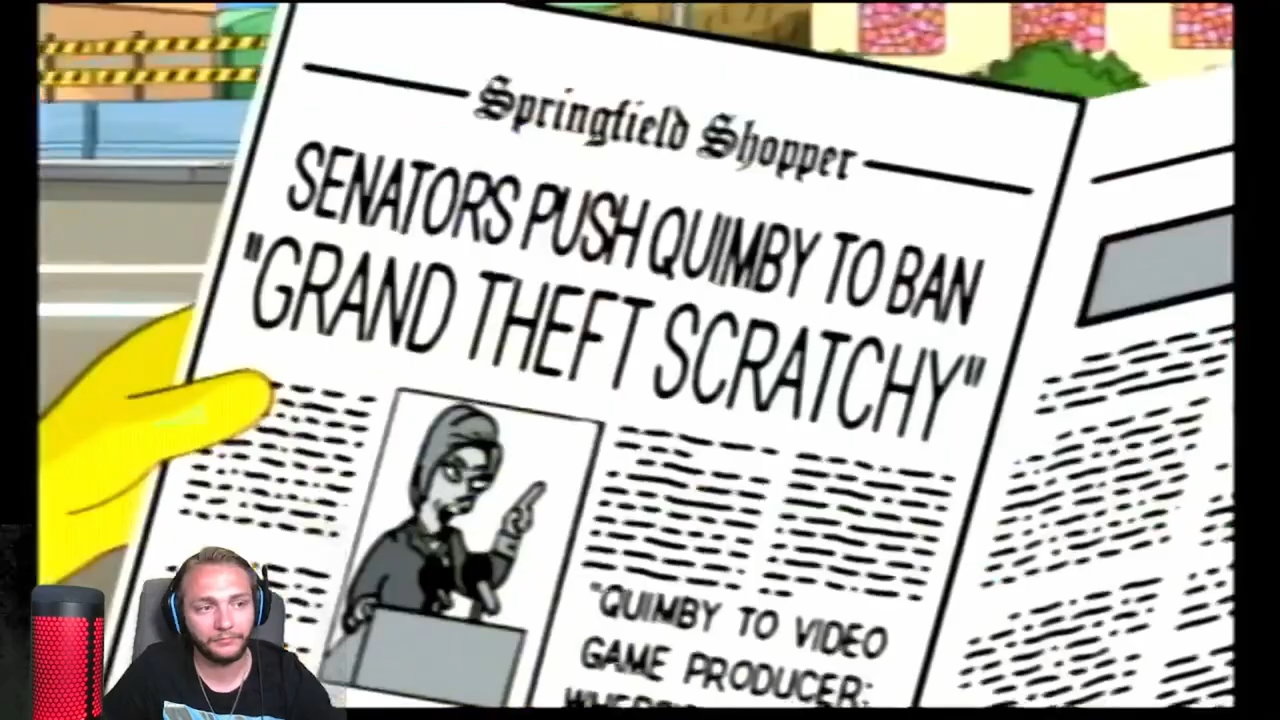 Springfield Shopper
SENATORS PUSH QUIMBY TO BAN
"GRAND THEFT SCRATCHY"
"QUIMBY TO VIDEO
GAME PRODUCER: